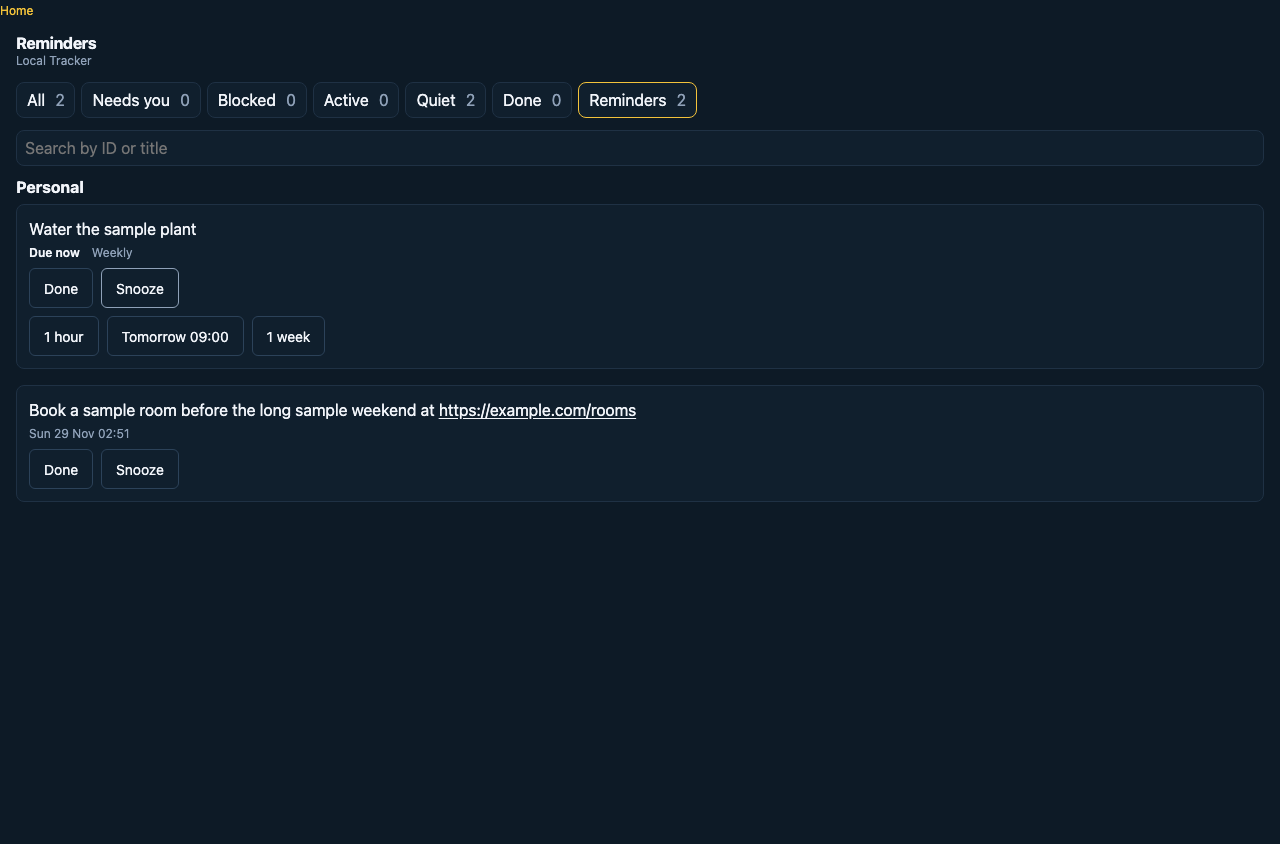 Home
Reminders
Local Tracker
All 2 Needs you 0 Blocked 0 Active 0 Quiet 2 Done 0 Reminders 2
Search by ID or title
Personal
Water the sample plant
Due now Weekly
Done Snooze
1 hour Tomorrow 09:00 1 week
Book a sample room before the long sample weekend at https://example.com/rooms
Sun 29 Nov 02:51
Done Snooze